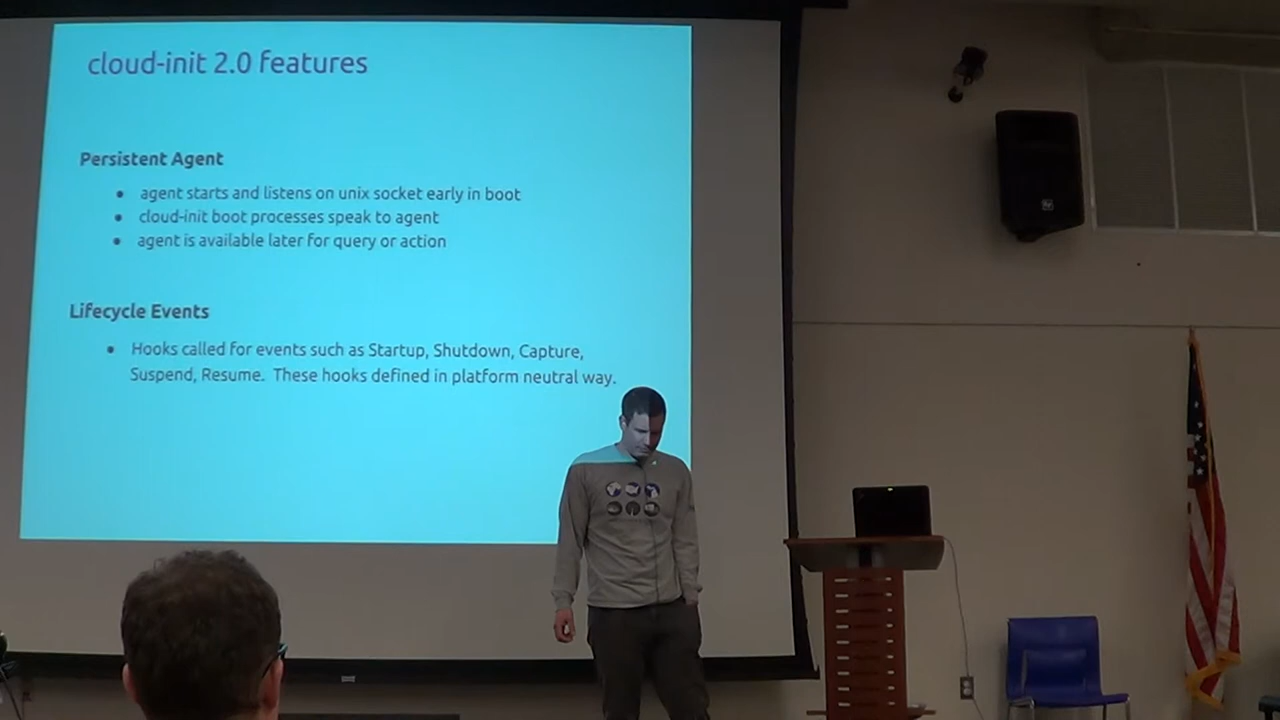 cloud-init 2.0 features
Persistent Agent
● agent starts and listens on unix socket early in boot
● cloud-init boot processes speak to agent
● agent is available later for query or action
Lifecycle Events
● Hooked called for events such as Startup, Shutdown, Capture,
Suspend, Resume. These hooks defined in platform neutral way.